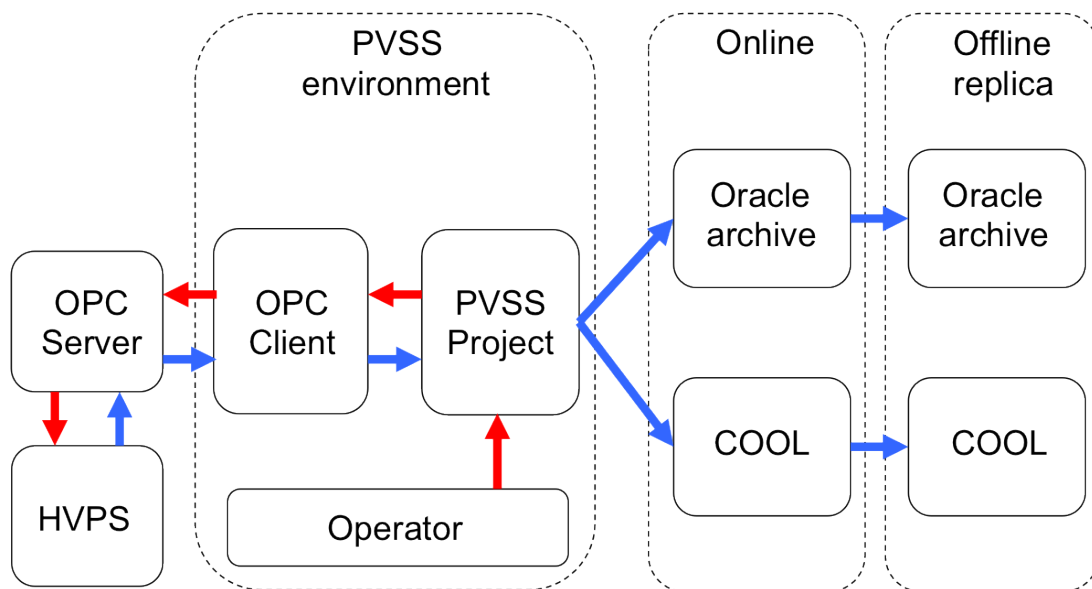 PVSS
environment
Online
Offline
replica
Oracle
archive
Oracle
archive
OPC
Server
OPC
Client
PVSS
Project
COOL
COOL
HVPS
Operator